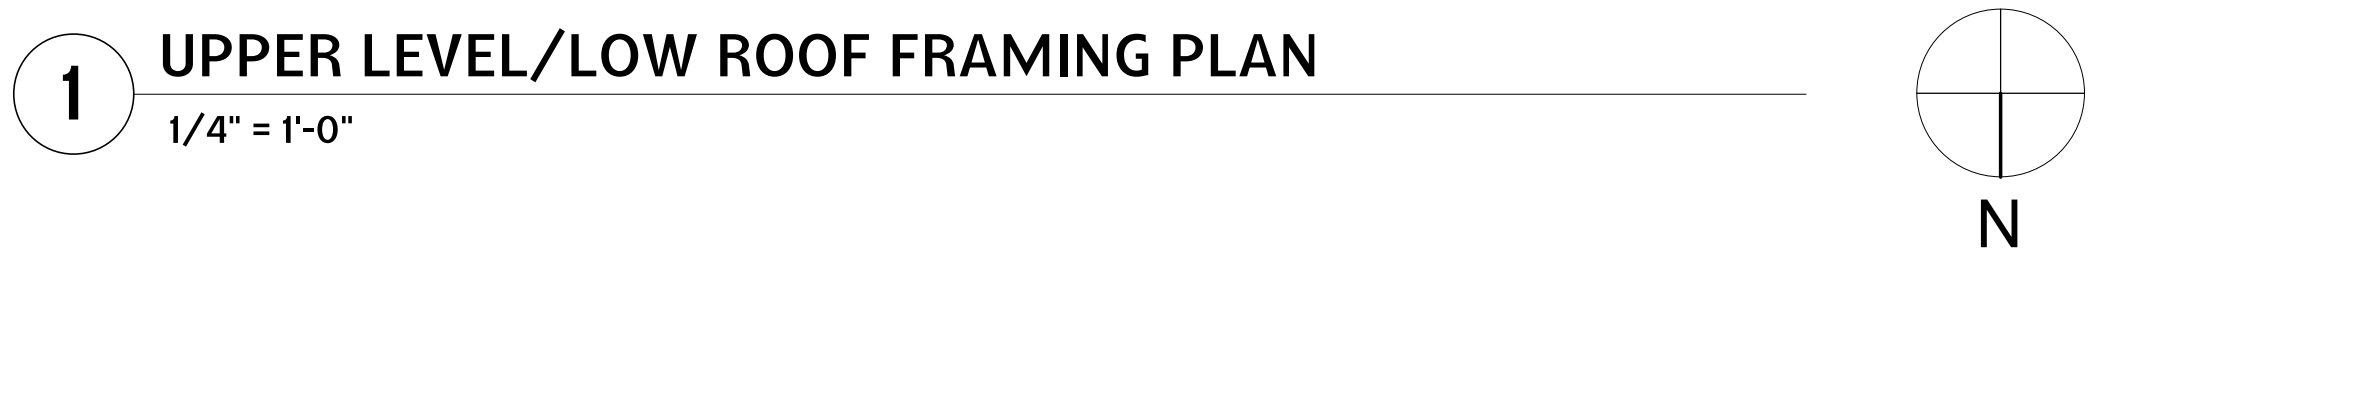 1
UPPER LEVEL/LOW ROOF FRAMING PLAN
1/4" = 1'-0"
N